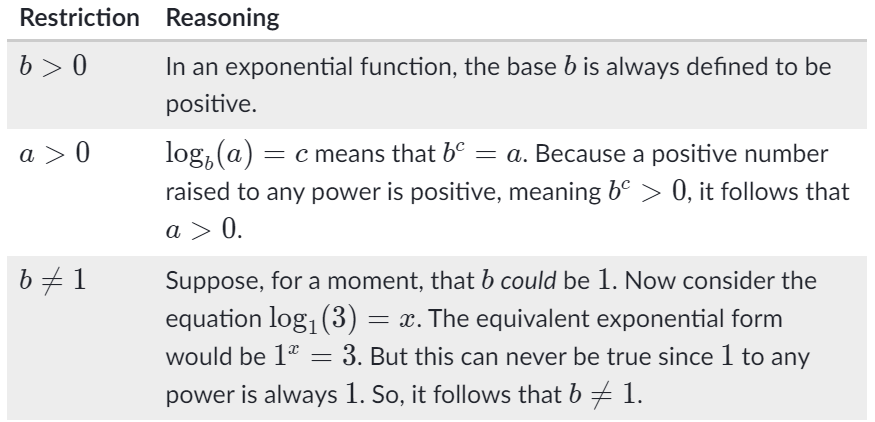 Restriction Reasoning
b > 0 In an exponential function, the base b is always defined to be
positive.
a > 0 log_b(a) = c means that b^c = a. Because a positive number
raised to any power is positive, meaning b^c > 0, it follows that
a > 0.
b ≠ 1 Suppose, for a moment, that b could be 1. Now consider the
equation log_1(3) = x. The equivalent exponential form
would be 1^x = 3. But this can never be true since 1 to any
power is always 1. So, it follows that b ≠ 1.